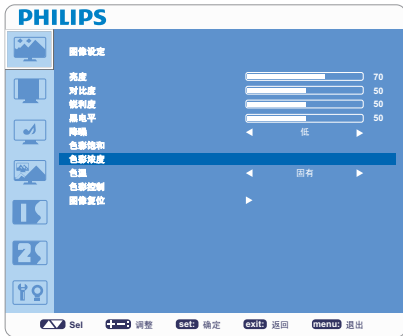 PHILIPS
图像设定
亮度 70
对比度 50
锐利度 50
黑电平 50
降噪 低
色彩饱和
色彩浓度
色温 固有
色彩控制
图像复位
Sel 调整 set: 确定 exit: 返回 menu: 退出